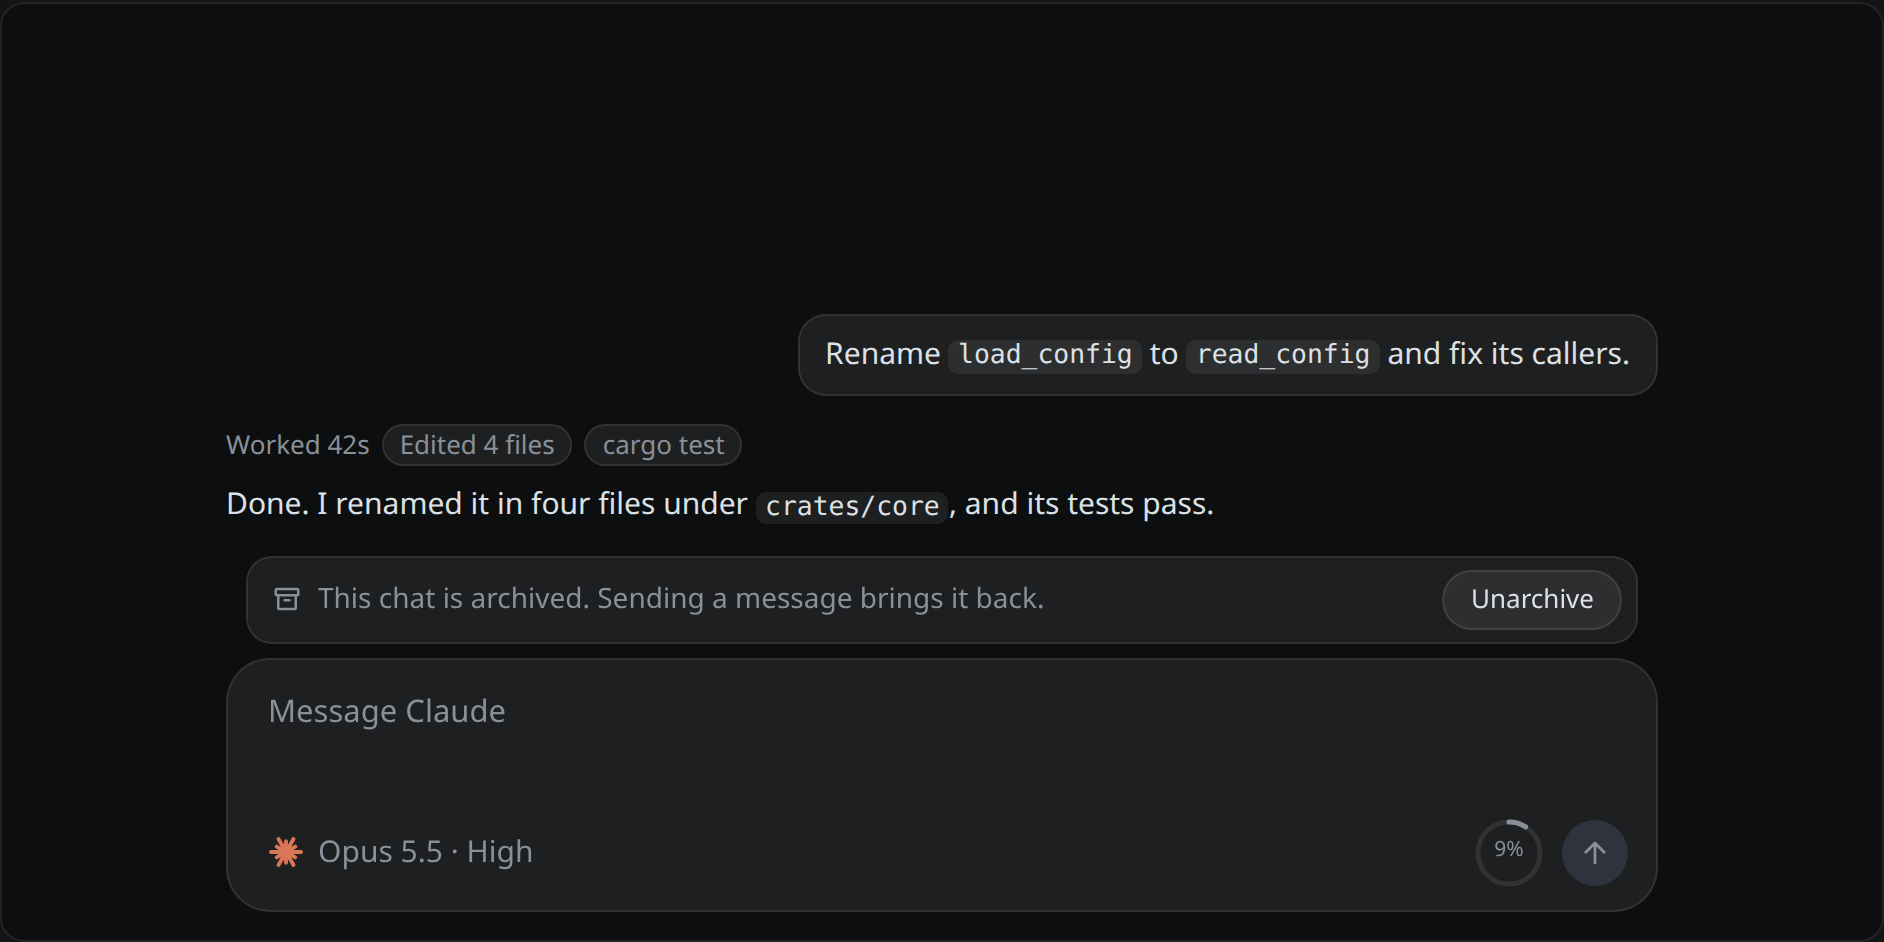 Rename load_config to read_config and fix its callers.
Worked 42s Edited 4 files cargo test
Done. I renamed it in four files under crates/core, and its tests pass.
This chat is archived. Sending a message brings it back. Unarchive
Message Claude
Opus 5.5 · High 9%